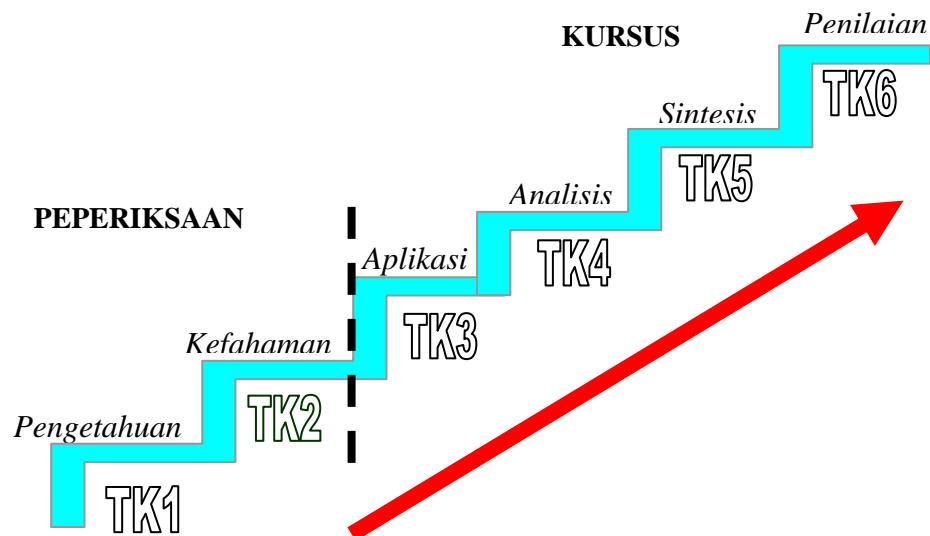 Penilaian
KURSUS
TK6
Sintesis
TK5
Analisis
PEPERIKSAAN
TK4
Aplikasi
TK3
Kefahaman
TK2
Pengetahuan
TK1